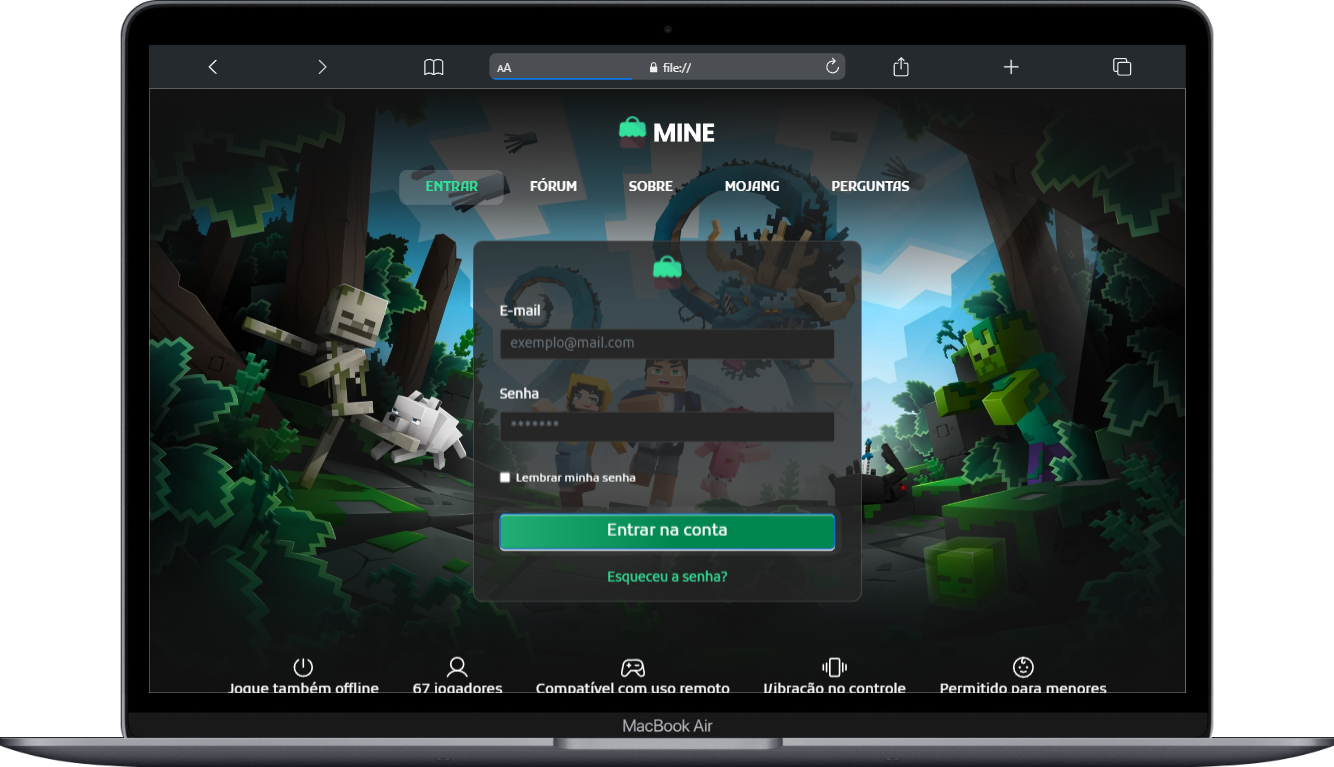 AA
file://
MINE
ENTRAR FÓRUM SOBRE MOJANG PERGUNTAS
E-mail
exemplo@mail.com
Senha
*******
Lembrar minha senha
Entrar na conta
Esqueceu a senha?
Jogue também offline 67 jogadores Compatível com uso remoto Vibração no controle Permitido para menores
MacBook Air